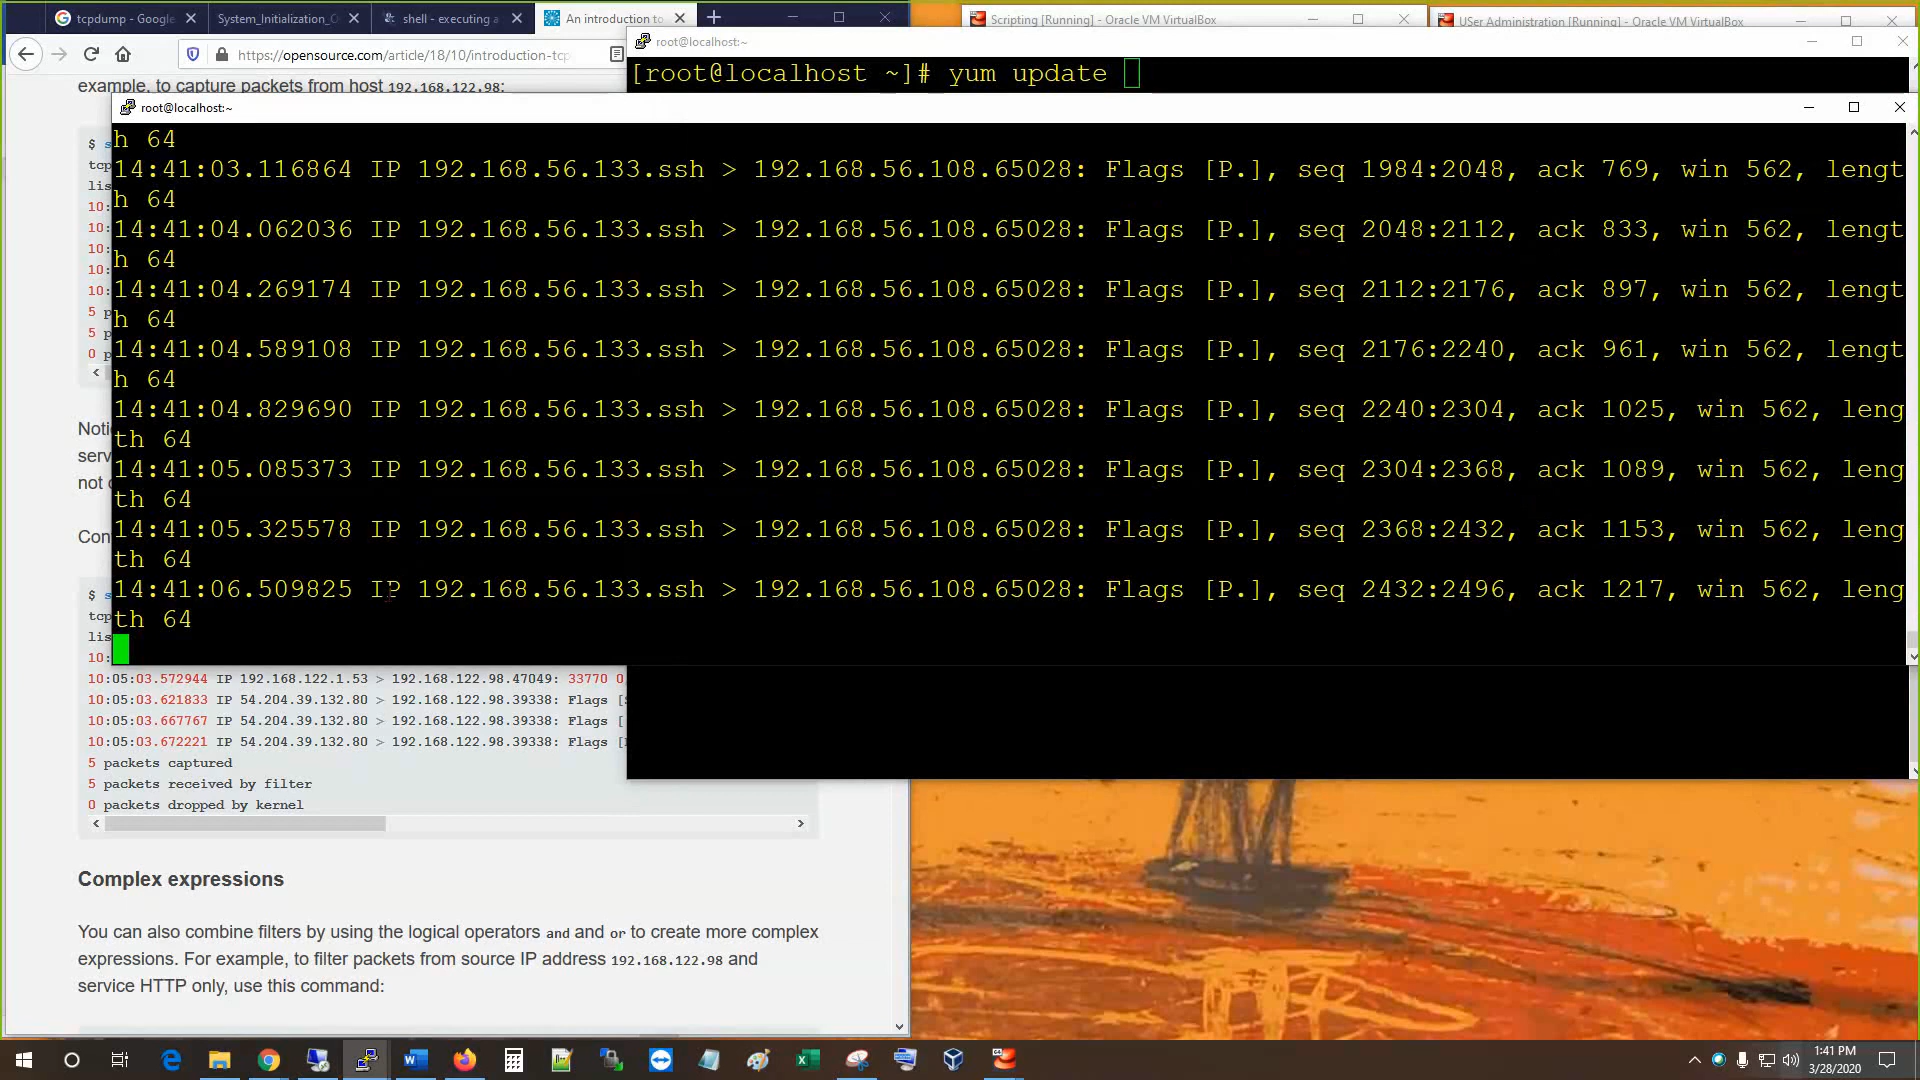 tcpdump - Google
System_Initialization_O
shell - executing a
An introduction to
Scripting [Running] - Oracle VM VirtualBox
USer Administration [Running] - Oracle VM VirtualBox
https://opensource.com/article/18/10/introduction-tcp
root@localhost:~
example, to capture packets from host 192.168.122.98:
[root@localhost ~]# yum update
root@localhost:~
h 64
14:41:03.116864 IP 192.168.56.133.ssh > 192.168.56.108.65028: Flags [P.], seq 1984:2048, ack 769, win 562, lengt
h 64
14:41:04.062036 IP 192.168.56.133.ssh > 192.168.56.108.65028: Flags [P.], seq 2048:2112, ack 833, win 562, lengt
h 64
14:41:04.269174 IP 192.168.56.133.ssh > 192.168.56.108.65028: Flags [P.], seq 2112:2176, ack 897, win 562, lengt
h 64
14:41:04.589108 IP 192.168.56.133.ssh > 192.168.56.108.65028: Flags [P.], seq 2176:2240, ack 961, win 562, lengt
h 64
14:41:04.829690 IP 192.168.56.133.ssh > 192.168.56.108.65028: Flags [P.], seq 2240:2304, ack 1025, win 562, leng
th 64
14:41:05.085373 IP 192.168.56.133.ssh > 192.168.56.108.65028: Flags [P.], seq 2304:2368, ack 1089, win 562, leng
th 64
14:41:05.325578 IP 192.168.56.133.ssh > 192.168.56.108.65028: Flags [P.], seq 2368:2432, ack 1153, win 562, leng
th 64
14:41:06.509825 IP 192.168.56.133.ssh > 192.168.56.108.65028: Flags [P.], seq 2432:2496, ack 1217, win 562, leng
th 64
$ s
tcp
lis
10:
10:
10:
10:
10:
5 p
5 p
0 p
Noti
serv
not c
Con
$ s
tcp
lis
10:
10:05:03.572944 IP 192.168.122.1.53 > 192.168.122.98.47049: 33770 0
10:05:03.621833 IP 54.204.39.132.80 > 192.168.122.98.39338: Flags [
10:05:03.667767 IP 54.204.39.132.80 > 192.168.122.98.39338: Flags [
10:05:03.672221 IP 54.204.39.132.80 > 192.168.122.98.39338: Flags [
5 packets captured
5 packets received by filter
0 packets dropped by kernel
Complex expressions
You can also combine filters by using the logical operators and and or to create more complex
expressions. For example, to filter packets from source IP address 192.168.122.98 and
service HTTP only, use this command:
1:41 PM
3/28/2020